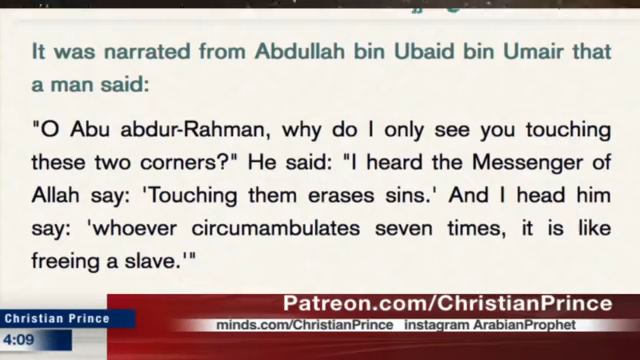 It was narrated from Abdullah bin Ubaid bin Umair that
a man said:
"O Abu abdur-Rahman, why do I only see you touching
these two corners?" He said: "I heard the Messenger of
Allah say: 'Touching them erases sins.' And I head him
say: 'whoever circumambulates seven times, it is like
freeing a slave.'"
Patreon.com/ChristianPrince
Christian Prince
minds.com/ChristianPrince instagram ArabianProphet
4:09